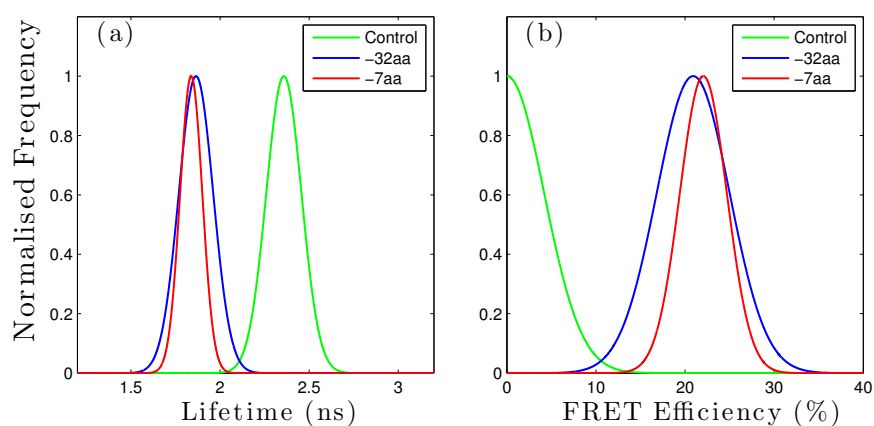 (a)
Control
−32aa
−7aa
Normalised Frequency
1
0.8
0.6
0.4
0.2
0
1.5
2
2.5
3
Lifetime (ns)
(b)
Control
−32aa
−7aa
1
0.8
0.6
0.4
0.2
0
0
10
20
30
40
FRET Efficiency (%)